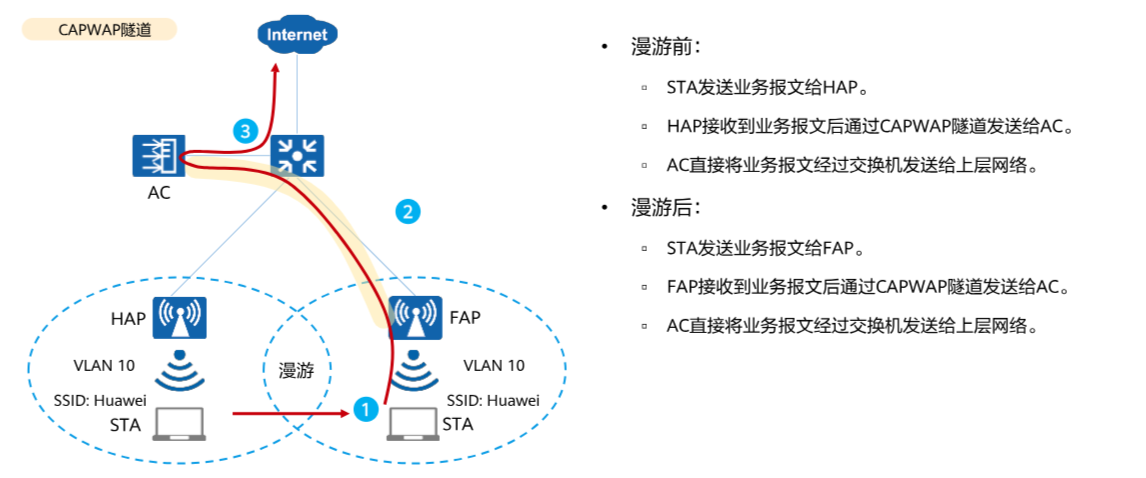 CAPWAP隧道
Internet
3
AC
2
HAP
FAP
VLAN 10
漫游
VLAN 10
SSID: Huawei
1
SSID: Huawei
STA
STA
• 漫游前：
▫ STA发送业务报文给HAP。
▫ HAP接收到业务报文后通过CAPWAP隧道发送给AC。
▫ AC直接将业务报文经过交换机发送给上层网络。
• 漫游后：
▫ STA发送业务报文给FAP。
▫ FAP接收到业务报文后通过CAPWAP隧道发送给AC。
▫ AC直接将业务报文经过交换机发送给上层网络。